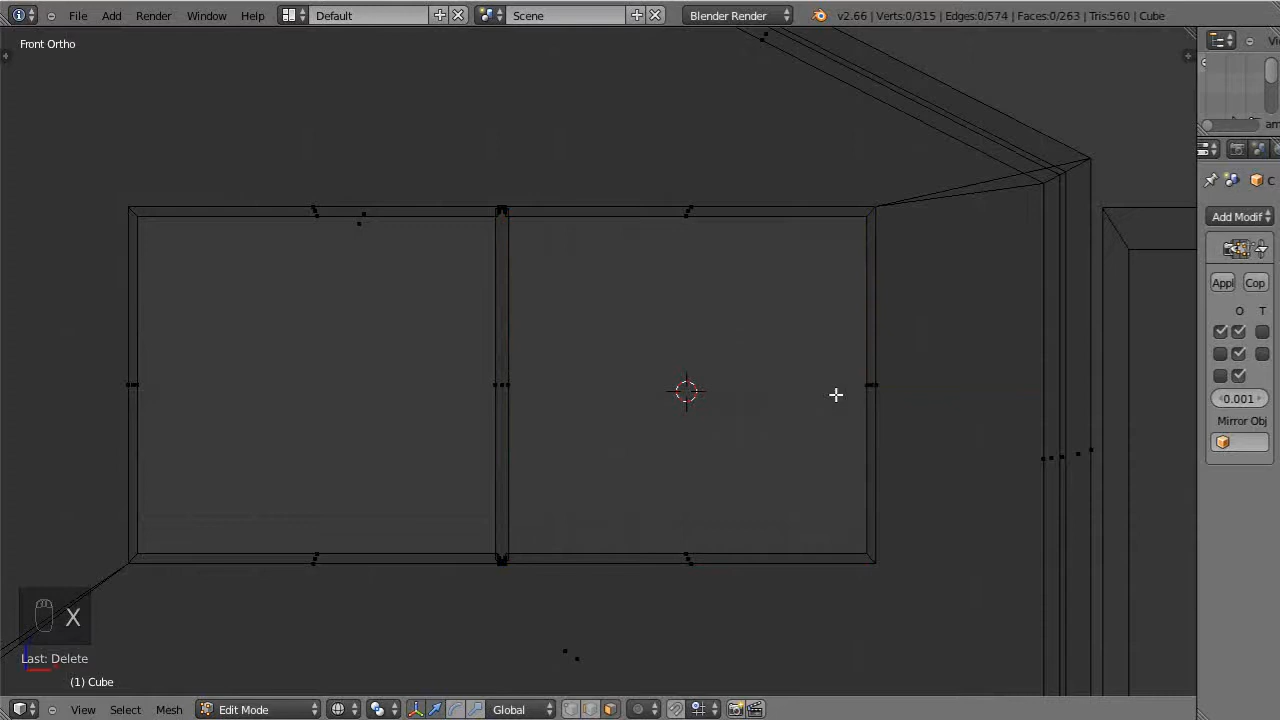 File Add Render Window Help Default Scene Blender Render v2.66 | Verts:0/315 | Edges:0/574 | Faces:0/263 | Tris:560 | Cube
Front Ortho
Add Modif
Appl Cop
O T
0.001
Mirror Obj
X
Last: Delete
(1) Cube
View Select Mesh Edit Mode Global